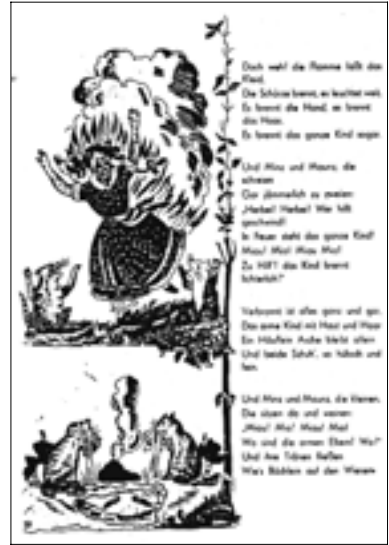 Doch weh! die Flamme faßt das
Kleid,
Die Schürze brennt, es leuchtet weit.
Es brennt die Hand, es brennt
das Haar,
Es brennt das ganze Kind sogar.
Und Minz und Maunz, die
schreien
Gar jämmerlich zu zweien:
„Herbei! Herbei! Wer hilft
geschwind?
In Feuer steht das ganze Kind!
Miau! Mio! Miau! Mio!
Zu Hilf'! das Kind brennt
lichterloh!"
Verbrannt ist alles ganz und gar,
Das arme Kind mit Haut und Haar
Ein Häuflein Asche bleibt allein
Und beide Schuh', so hübsch und
fein.
Und Minz und Maunz, die kleinen,
Die sitzen da und weinen:
„Miau! Mio! Miau! Mio!
Wo sind die armen Eltern! Wo?"
Und ihre Tränen fließen
Wie's Bächlein auf den Wiesen.